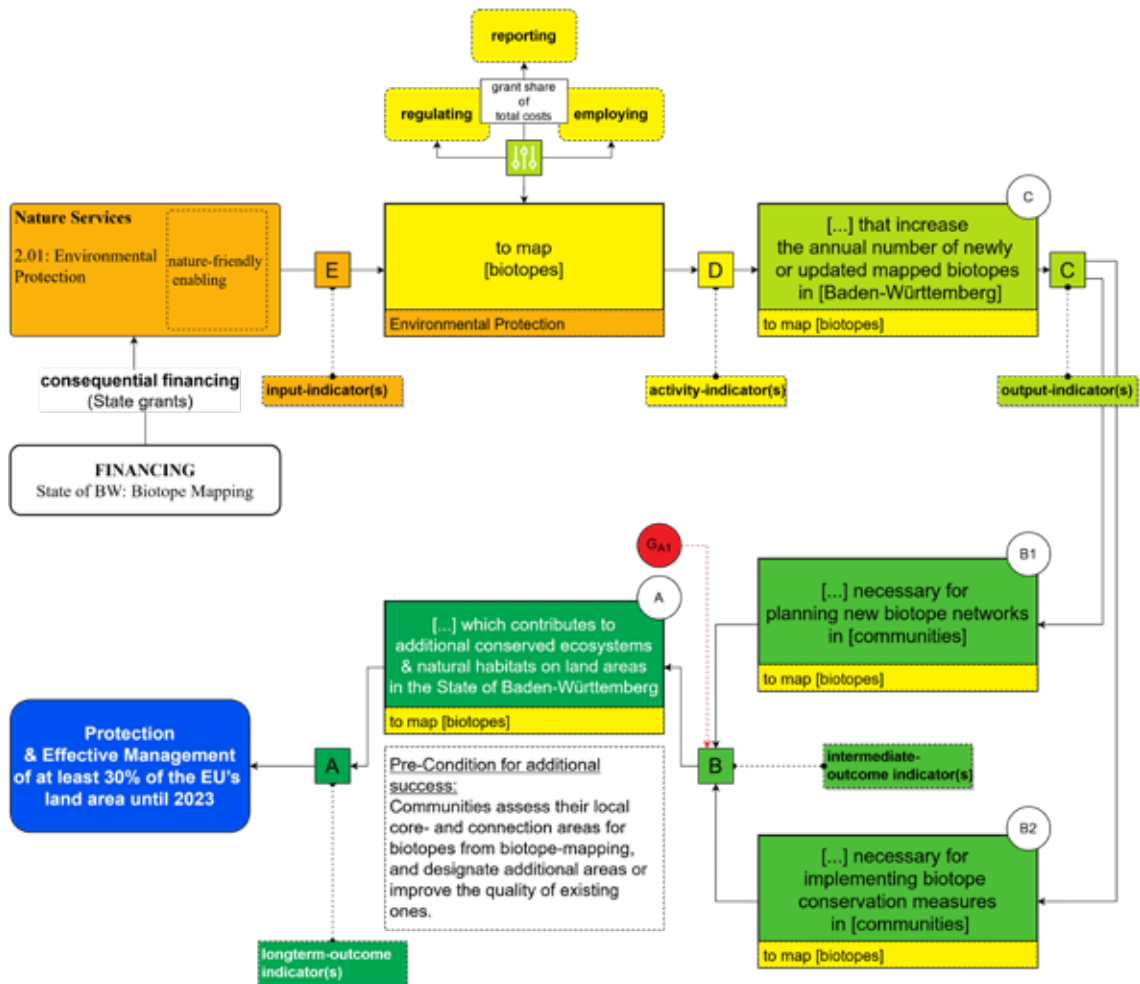 reporting
grant share
of
total costs
regulating
employing
Nature Services
2.01: Environmental
Protection
nature-friendly
enabling
E
to map
[biotopes]
Environmental Protection
D
C
[...] that increase
the annual number of newly
or updated mapped biotopes
in [Baden-Württemberg]
to map [biotopes]
C
consequential financing
(State grants)
input-indicator(s)
activity-indicator(s)
output-indicator(s)
FINANCING
State of BW: Biotope Mapping
GA1
B1
[...] necessary for
planning new biotope networks
in [communities]
to map [biotopes]
A
[...] which contributes to
additional conserved ecosystems
& natural habitats on land areas
in the State of Baden-Württemberg
to map [biotopes]
Protection
& Effective Management
of at least 30% of the EU's
land area until 2023
A
Pre-Condition for additional
success:
Communities assess their local
core- and connection areas for
biotopes from biotope-mapping,
and designate additional areas or
improve the quality of existing
ones.
B
intermediate-
outcome indicator(s)
B2
[...] necessary for
implementing biotope
conservation measures
in [communities]
to map [biotopes]
longterm-outcome
indicator(s)